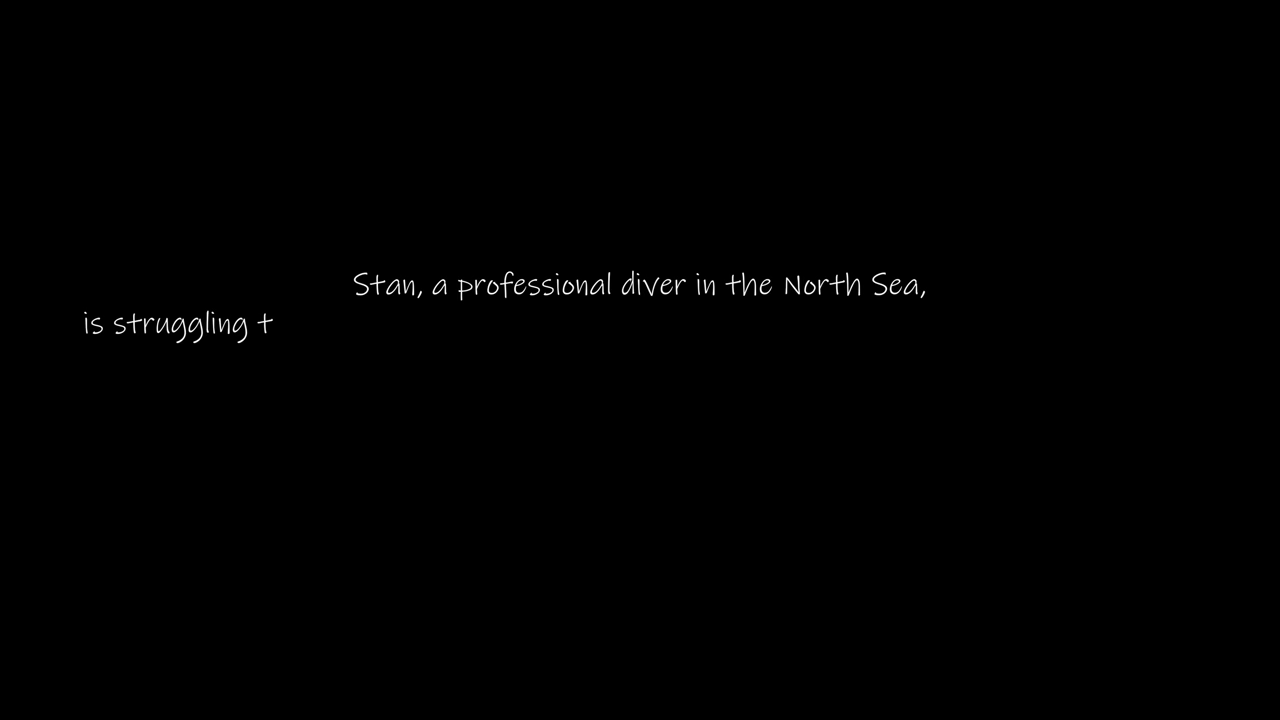 Stan, a professional diver in the North Sea,
is struggling t